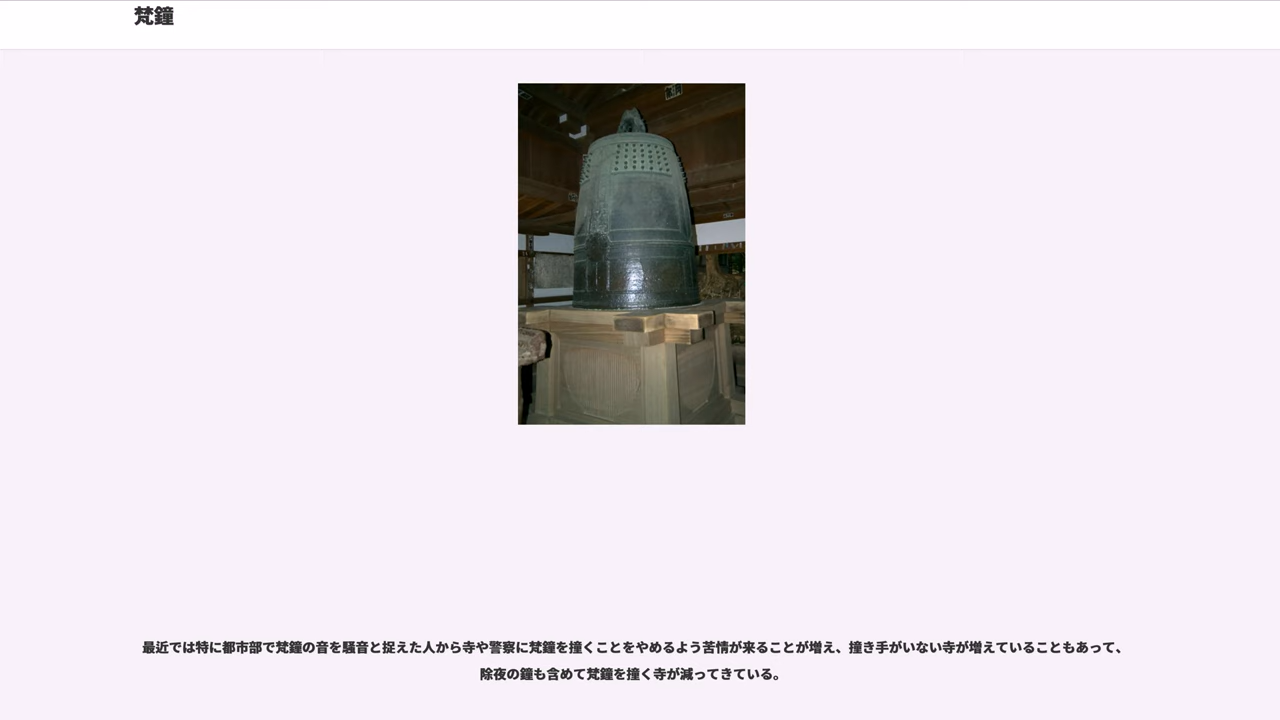 梵鐘
最近では特に都市部で梵鐘の音を騒音と捉えた人から寺や警察に梵鐘を撞くことをやめるよう苦情が来ることが増え、撞き手がいない寺が増えていることもあって、
除夜の鐘も含めて梵鐘を撞く寺が減ってきている。